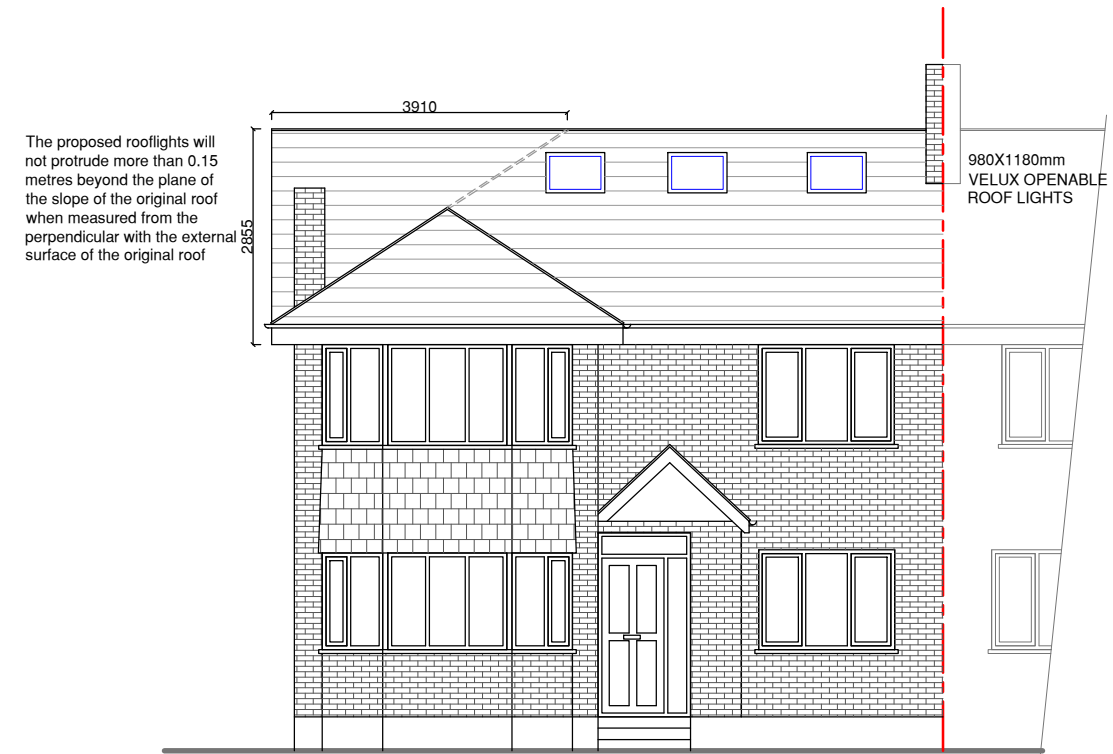 3910
The proposed rooflights will
not protrude more than 0.15
metres beyond the plane of
the slope of the original roof
when measured from the
perpendicular with the external
surface of the original roof
2855
980X1180mm
VELUX OPENABLE
ROOF LIGHTS